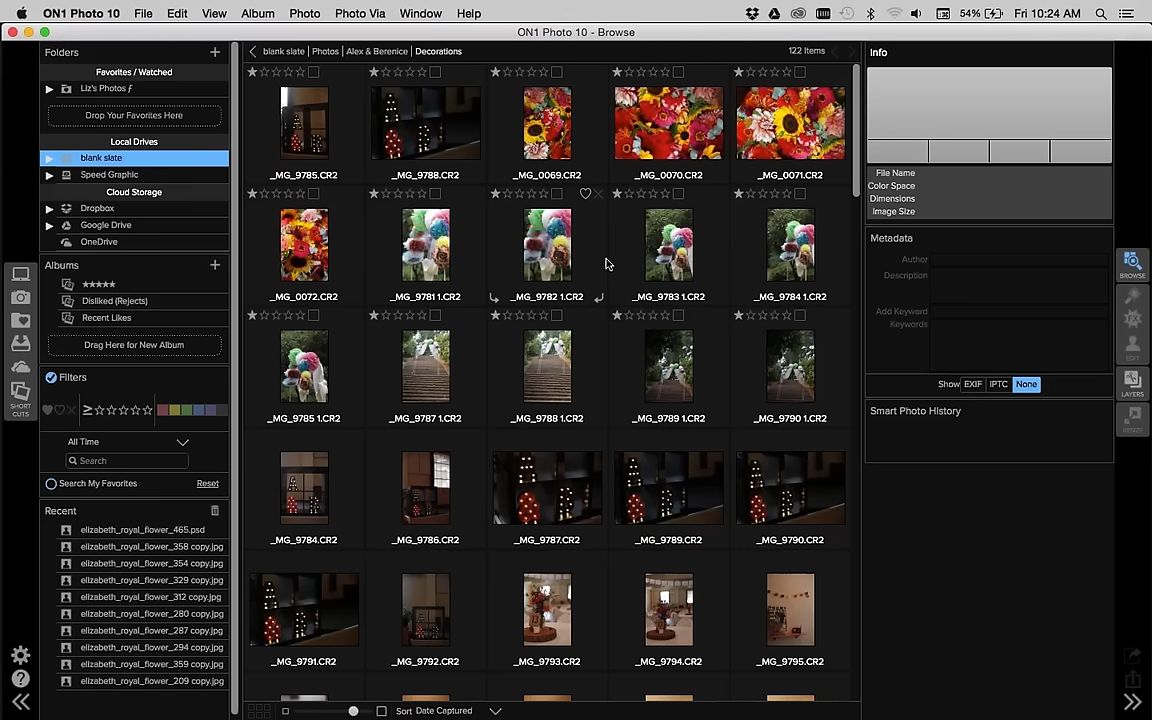 ON1 Photo 10 File Edit View Album Photo Photo Via Window Help 54% Fri 10:24 AM
ON1 Photo 10 - Browse
Folders
Favorites / Watched
Liz's Photos f
Drop Your Favorites Here
Local Drives
blank slate
Speed Graphic
Cloud Storage
Dropbox
Google Drive
OneDrive
Albums
Disliked (Rejects)
Recent Likes
Drag Here for New Album
Filters
All Time
Search
Search My Favorites Reset
Recent
elizabeth_royal_flower_465.psd
elizabeth_royal_flower_358 copy.jpg
elizabeth_royal_flower_354 copy.jpg
elizabeth_royal_flower_329 copy.jpg
elizabeth_royal_flower_312 copy.jpg
elizabeth_royal_flower_280 copy.jpg
elizabeth_royal_flower_287 copy.jpg
elizabeth_royal_flower_294 copy.jpg
elizabeth_royal_flower_359 copy.jpg
elizabeth_royal_flower_209 copy.jpg
SHORT
CUTS
blank slate Photos Alex & Berenice Decorations 122 Items
_MG_9785.CR2 _MG_9788.CR2 _MG_0069.CR2 _MG_0070.CR2 _MG_0071.CR2
_MG_0072.CR2 _MG_9781 1.CR2 _MG_9782 1.CR2 _MG_9783 1.CR2 _MG_9784 1.CR2
_MG_9785 1.CR2 _MG_9787 1.CR2 _MG_9788 1.CR2 _MG_9789 1.CR2 _MG_9790 1.CR2
_MG_9784.CR2 _MG_9786.CR2 _MG_9787.CR2 _MG_9789.CR2 _MG_9790.CR2
_MG_9791.CR2 _MG_9792.CR2 _MG_9793.CR2 _MG_9794.CR2 _MG_9795.CR2
Sort Date Captured
Info
File Name
Color Space
Dimensions
Image Size
Metadata
Author
Description
Add Keyword
Keywords
Show EXIF IPTC None
Smart Photo History
BROWSE
FX
EDIT
LAYERS
RESIZE